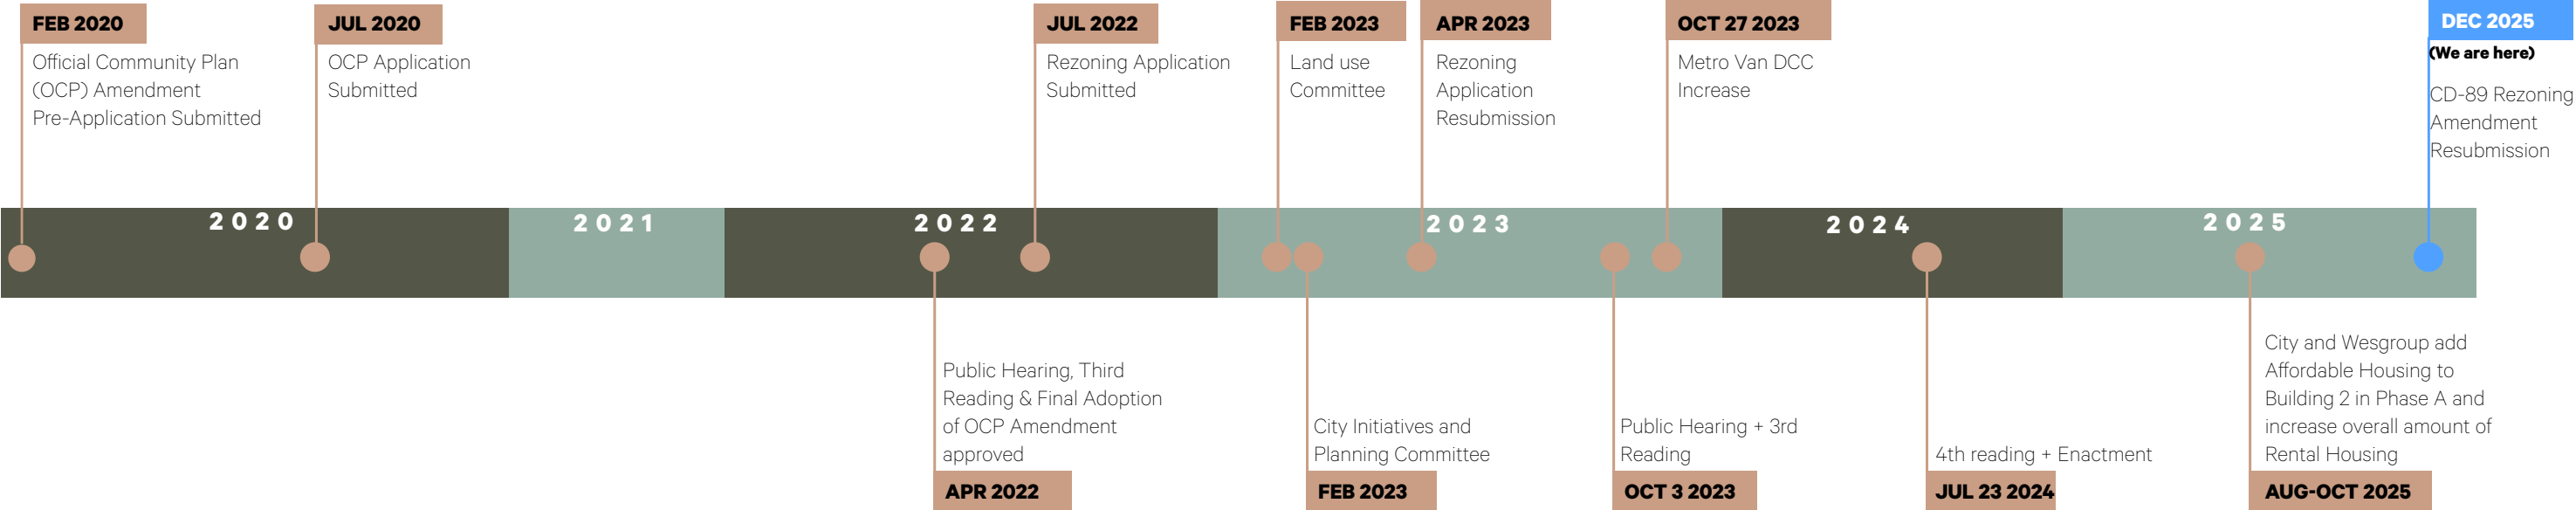 FEB 2020
Official Community Plan
(OCP) Amendment
Pre-Application Submitted
JUL 2020
OCP Application
Submitted
JUL 2022
Rezoning Application
Submitted
FEB 2023
Land use
Committee
APR 2023
Rezoning
Application
Resubmission
OCT 27 2023
Metro Van DCC
Increase
DEC 2025
(We are here)
CD-89 Rezoning
Amendment
Resubmission
2020
2021
2022
2023
2024
2025
Public Hearing, Third
Reading & Final Adoption
of OCP Amendment
approved
APR 2022
City Initiatives and
Planning Committee
FEB 2023
Public Hearing + 3rd
Reading
OCT 3 2023
4th reading + Enactment
JUL 23 2024
City and Wesgroup add
Affordable Housing to
Building 2 in Phase A and
increase overall amount of
Rental Housing
AUG-OCT 2025